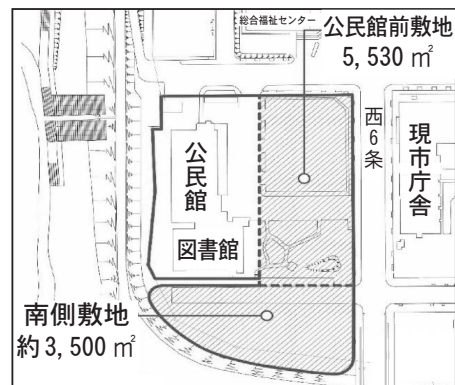 総合福祉センター
公民館前敷地
5,530 ㎡
西6条
現市庁舎
公民館
図書館
南側敷地
約3,500 ㎡